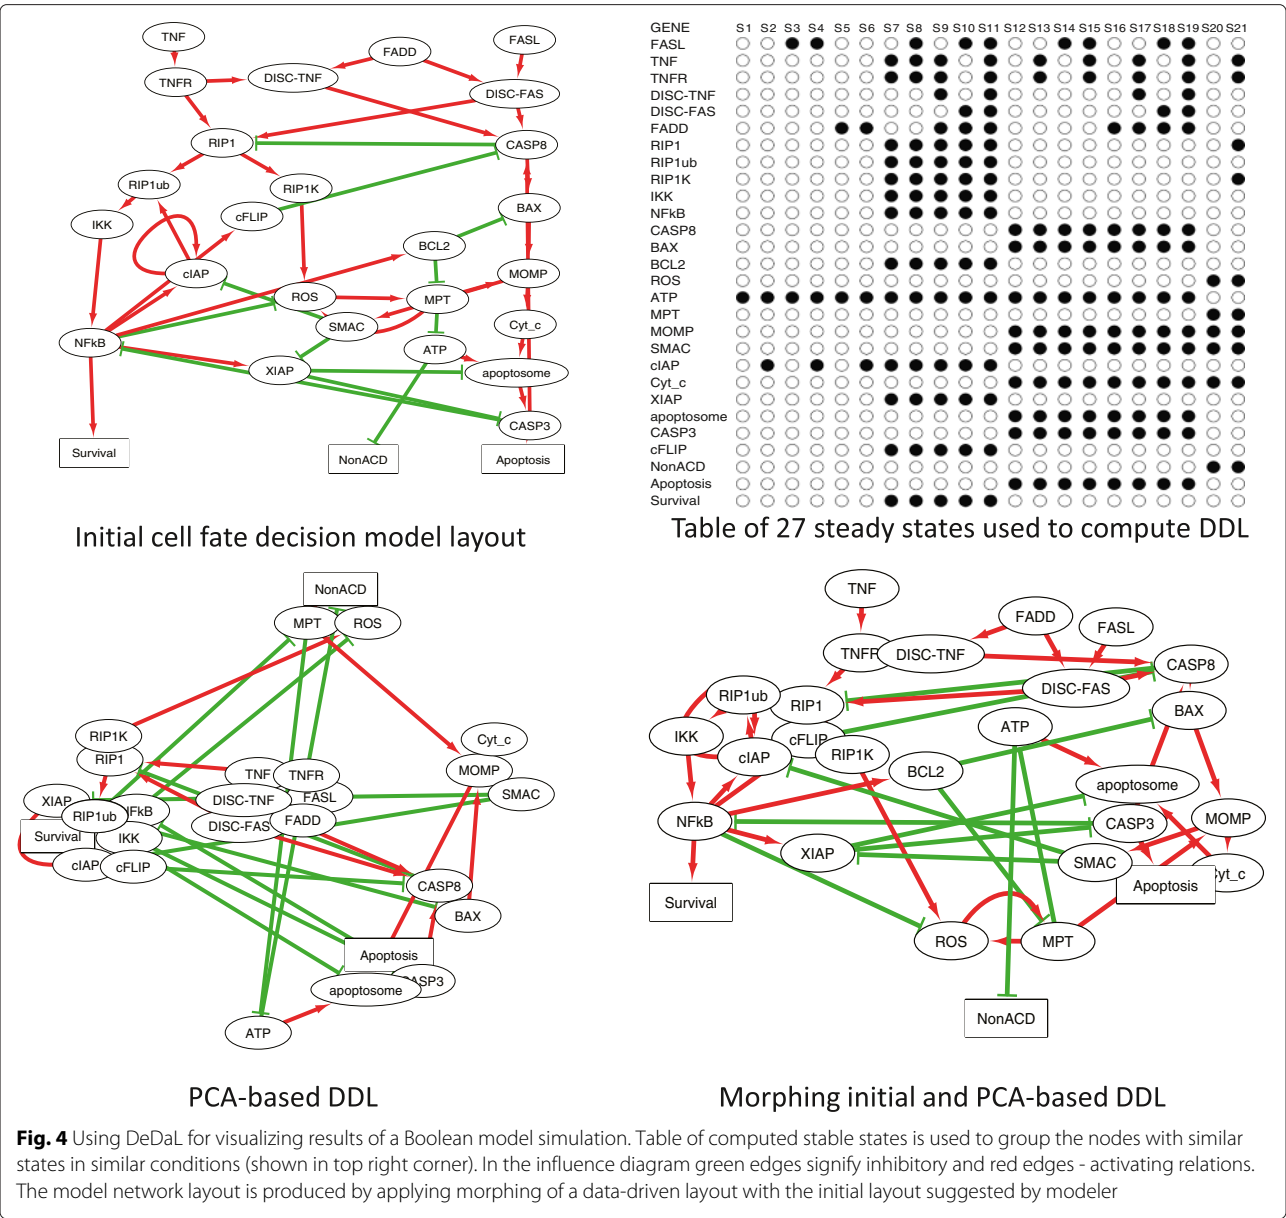 TNF
FADD
FASL
TNFR
DISC-TNF
DISC-FAS
RIP1
CASP8
RIP1ub
RIP1K
cFLIP
BAX
IKK
BCL2
cIAP
MOMP
ROS
MPT
SMAC
Cyt_c
NFkB
ATP
XIAP
apoptosome
CASP3
Survival
NonACD
Apoptosis
Initial cell fate decision model layout
GENE S1 S2 S3 S4 S5 S6 S7 S8 S9 S10 S11 S12 S13 S14 S15 S16 S17 S18 S19 S20 S21
FASL
TNF
TNFR
DISC-TNF
DISC-FAS
FADD
RIP1
RIP1ub
RIP1K
IKK
NFkB
CASP8
BAX
BCL2
ROS
ATP
MPT
MOMP
SMAC
cIAP
Cyt_c
XIAP
apoptosome
CASP3
cFLIP
NonACD
Apoptosis
Survival
Table of 27 steady states used to compute DDL
NonACD
MPT
ROS
RIP1K
RIP1
Cyt_c
MOMP
SMAC
TNF
TNFR
XIAP
DISC-TNF
FASL
RIP1ub
NFkB
DISC-FAS
FADD
Survival
IKK
cIAP
cFLIP
CASP8
BAX
Apoptosis
CASP3
apoptosome
ATP
PCA-based DDL
TNF
FADD
FASL
TNFR
DISC-TNF
CASP8
DISC-FAS
RIP1ub
RIP1
BAX
IKK
cFLIP
ATP
cIAP
RIP1K
BCL2
apoptosome
NFkB
CASP3
MOMP
XIAP
SMAC
Cyt_c
Apoptosis
Survival
ROS
MPT
NonACD
Morphing initial and PCA-based DDL
Fig. 4 Using DeDaL for visualizing results of a Boolean model simulation. Table of computed stable states is used to group the nodes with similar
states in similar conditions (shown in top right corner). In the influence diagram green edges signify inhibitory and red edges - activating relations.
The model network layout is produced by applying morphing of a data-driven layout with the initial layout suggested by modeler